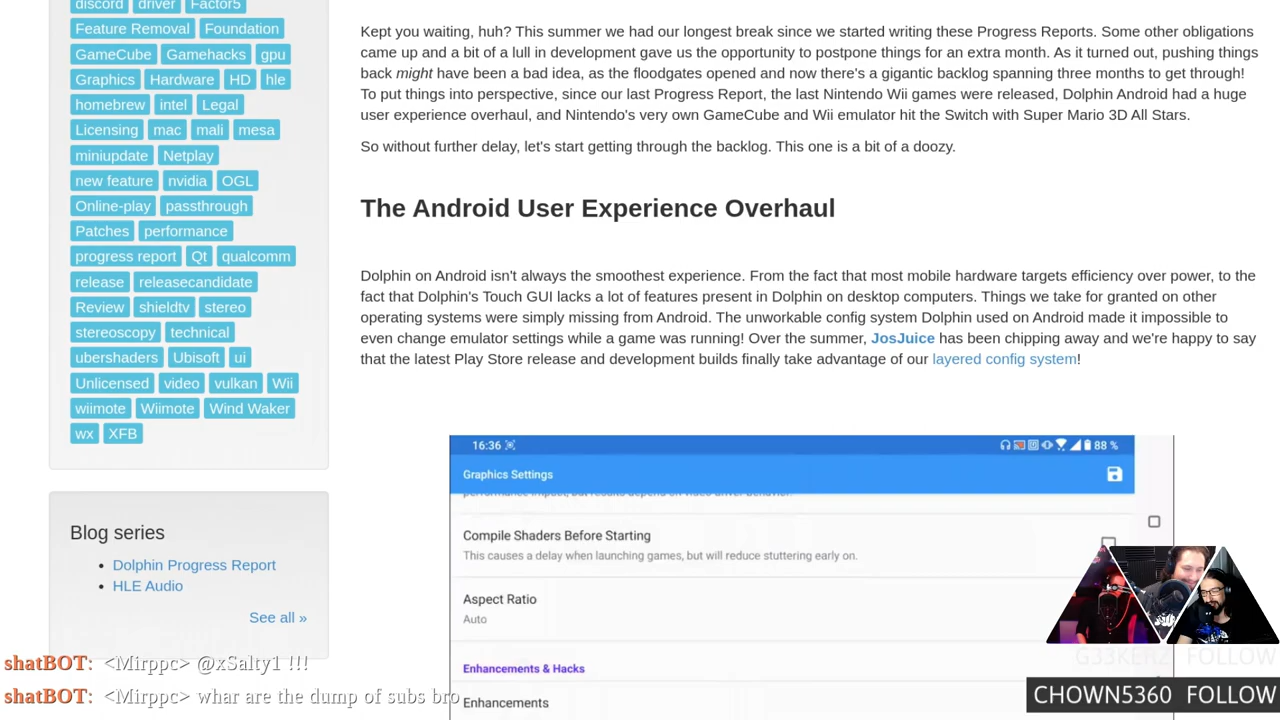 discord driver Factor5
Feature Removal Foundation
GameCube Gamehacks gpu
Graphics Hardware HD hle
homebrew intel Legal
Licensing mac mali mesa
miniupdate Netplay
new feature nvidia OGL
Online-play passthrough
Patches performance
progress report Qt qualcomm
release releasecandidate
Review shieldtv stereo
stereoscopy technical
ubershaders Ubisoft ui
Unlicensed video vulkan Wii
wiimote Wiimote Wind Waker
wx XFB
Blog series
Dolphin Progress Report
HLE Audio
See all »
Kept you waiting, huh? This summer we had our longest break since we started writing these Progress Reports. Some other obligations
came up and a bit of a lull in development gave us the opportunity to postpone things for an extra month. As it turned out, pushing things
back might have been a bad idea, as the floodgates opened and now there's a gigantic backlog spanning three months to get through!
To put things into perspective, since our last Progress Report, the last Nintendo Wii games were released, Dolphin Android had a huge
user experience overhaul, and Nintendo's very own GameCube and Wii emulator hit the Switch with Super Mario 3D All Stars.
So without further delay, let's start getting through the backlog. This one is a bit of a doozy.
The Android User Experience Overhaul
Dolphin on Android isn't always the smoothest experience. From the fact that most mobile hardware targets efficiency over power, to the
fact that Dolphin's Touch GUI lacks a lot of features present in Dolphin on desktop computers. Things we take for granted on other
operating systems were simply missing from Android. The unworkable config system Dolphin used on Android made it impossible to
even change emulator settings while a game was running! Over the summer, JosJuice has been chipping away and we're happy to say
that the latest Play Store release and development builds finally take advantage of our layered config system!
16:36 88 %
Graphics Settings
performance impact, but results depend on video driver behavior.
Compile Shaders Before Starting
This causes a delay when launching games, but will reduce stuttering early on.
Aspect Ratio
Auto
Enhancements & Hacks
Enhancements
shatBOT: <Mirppc> @xSalty1 !!!
shatBOT: <Mirppc> whar are the dump of subs bro
G33KERZ FOLLOW
CHOWN5360 FOLLOW